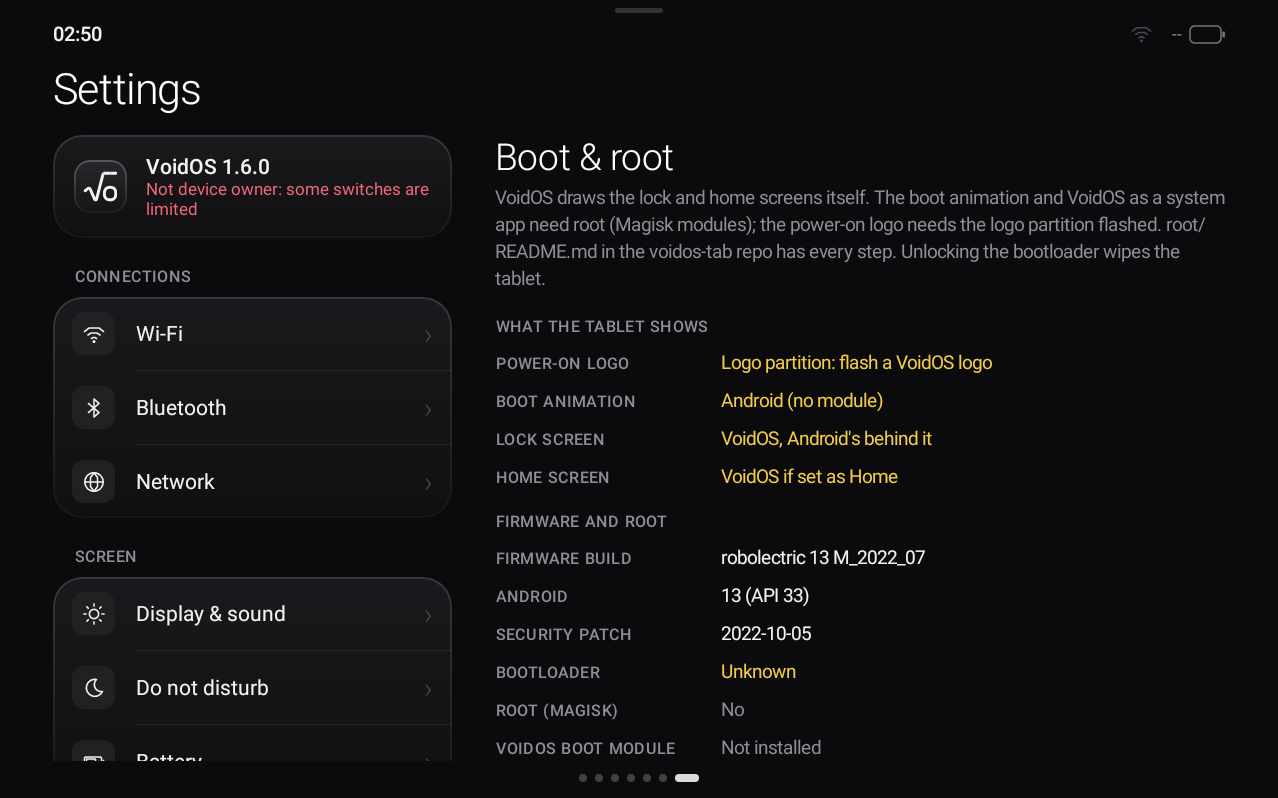 02:50
--
Settings
VoidOS 1.6.0
Not device owner: some switches are
limited
CONNECTIONS
Wi-Fi
Bluetooth
Network
SCREEN
Display & sound
Do not disturb
Battery
Boot & root
VoidOS draws the lock and home screens itself. The boot animation and VoidOS as a system
app need root (Magisk modules); the power-on logo needs the logo partition flashed. root/
README.md in the voidos-tab repo has every step. Unlocking the bootloader wipes the
tablet.
WHAT THE TABLET SHOWS
POWER-ON LOGO Logo partition: flash a VoidOS logo
BOOT ANIMATION Android (no module)
LOCK SCREEN VoidOS, Android's behind it
HOME SCREEN VoidOS if set as Home
FIRMWARE AND ROOT
FIRMWARE BUILD robolectric 13 M_2022_07
ANDROID 13 (API 33)
SECURITY PATCH 2022-10-05
BOOTLOADER Unknown
ROOT (MAGISK) No
VOIDOS BOOT MODULE Not installed